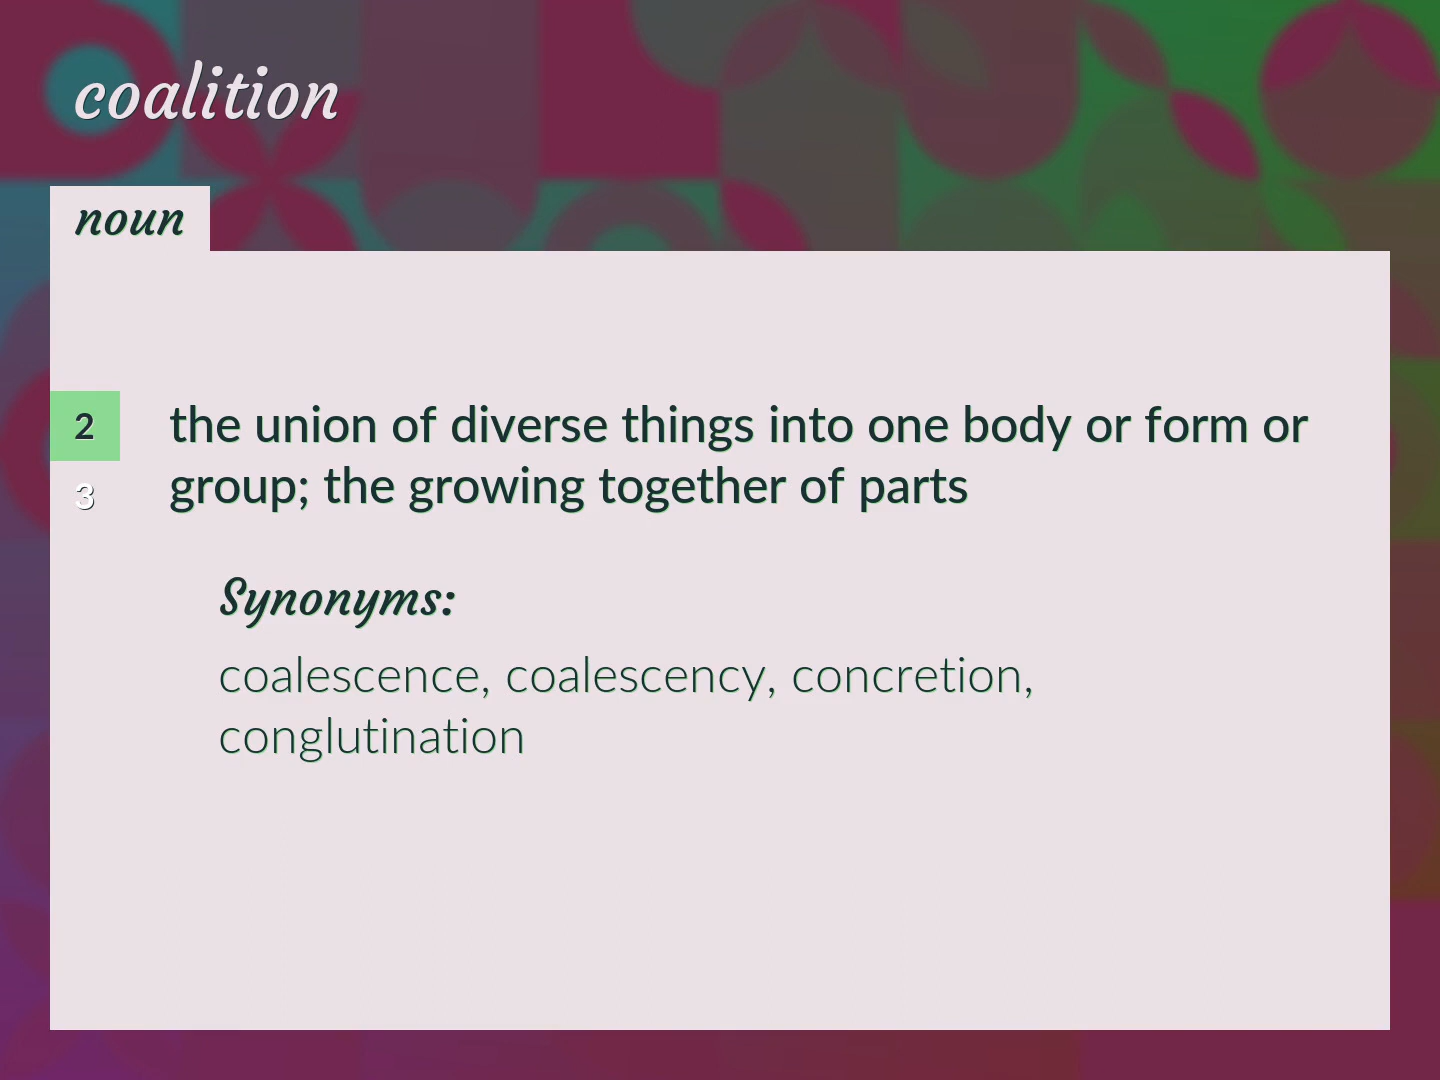 coalition
noun
2
the union of diverse things into one body or form or
3
group; the growing together of parts
Synonyms:
coalescence, coalescency, concretion,
conglutination